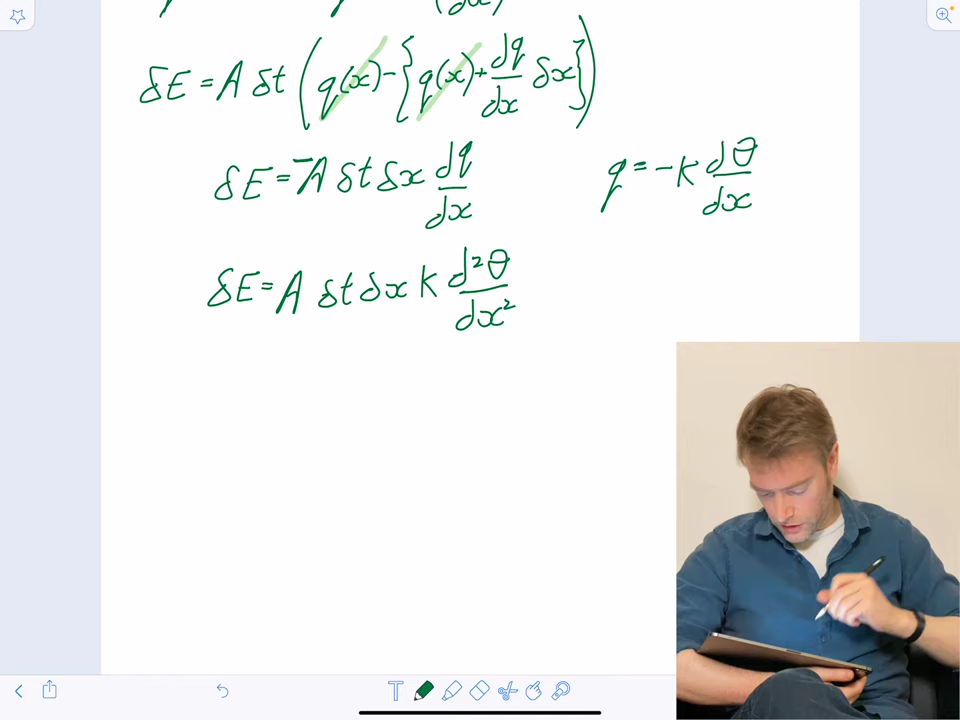 δE = A δt ( q(x) - { q(x) + dq/dx δx } )
δE = -A δt δx dq/dx
q = -k dθ/dx
δE = A δt δx k d²θ/dx²
T